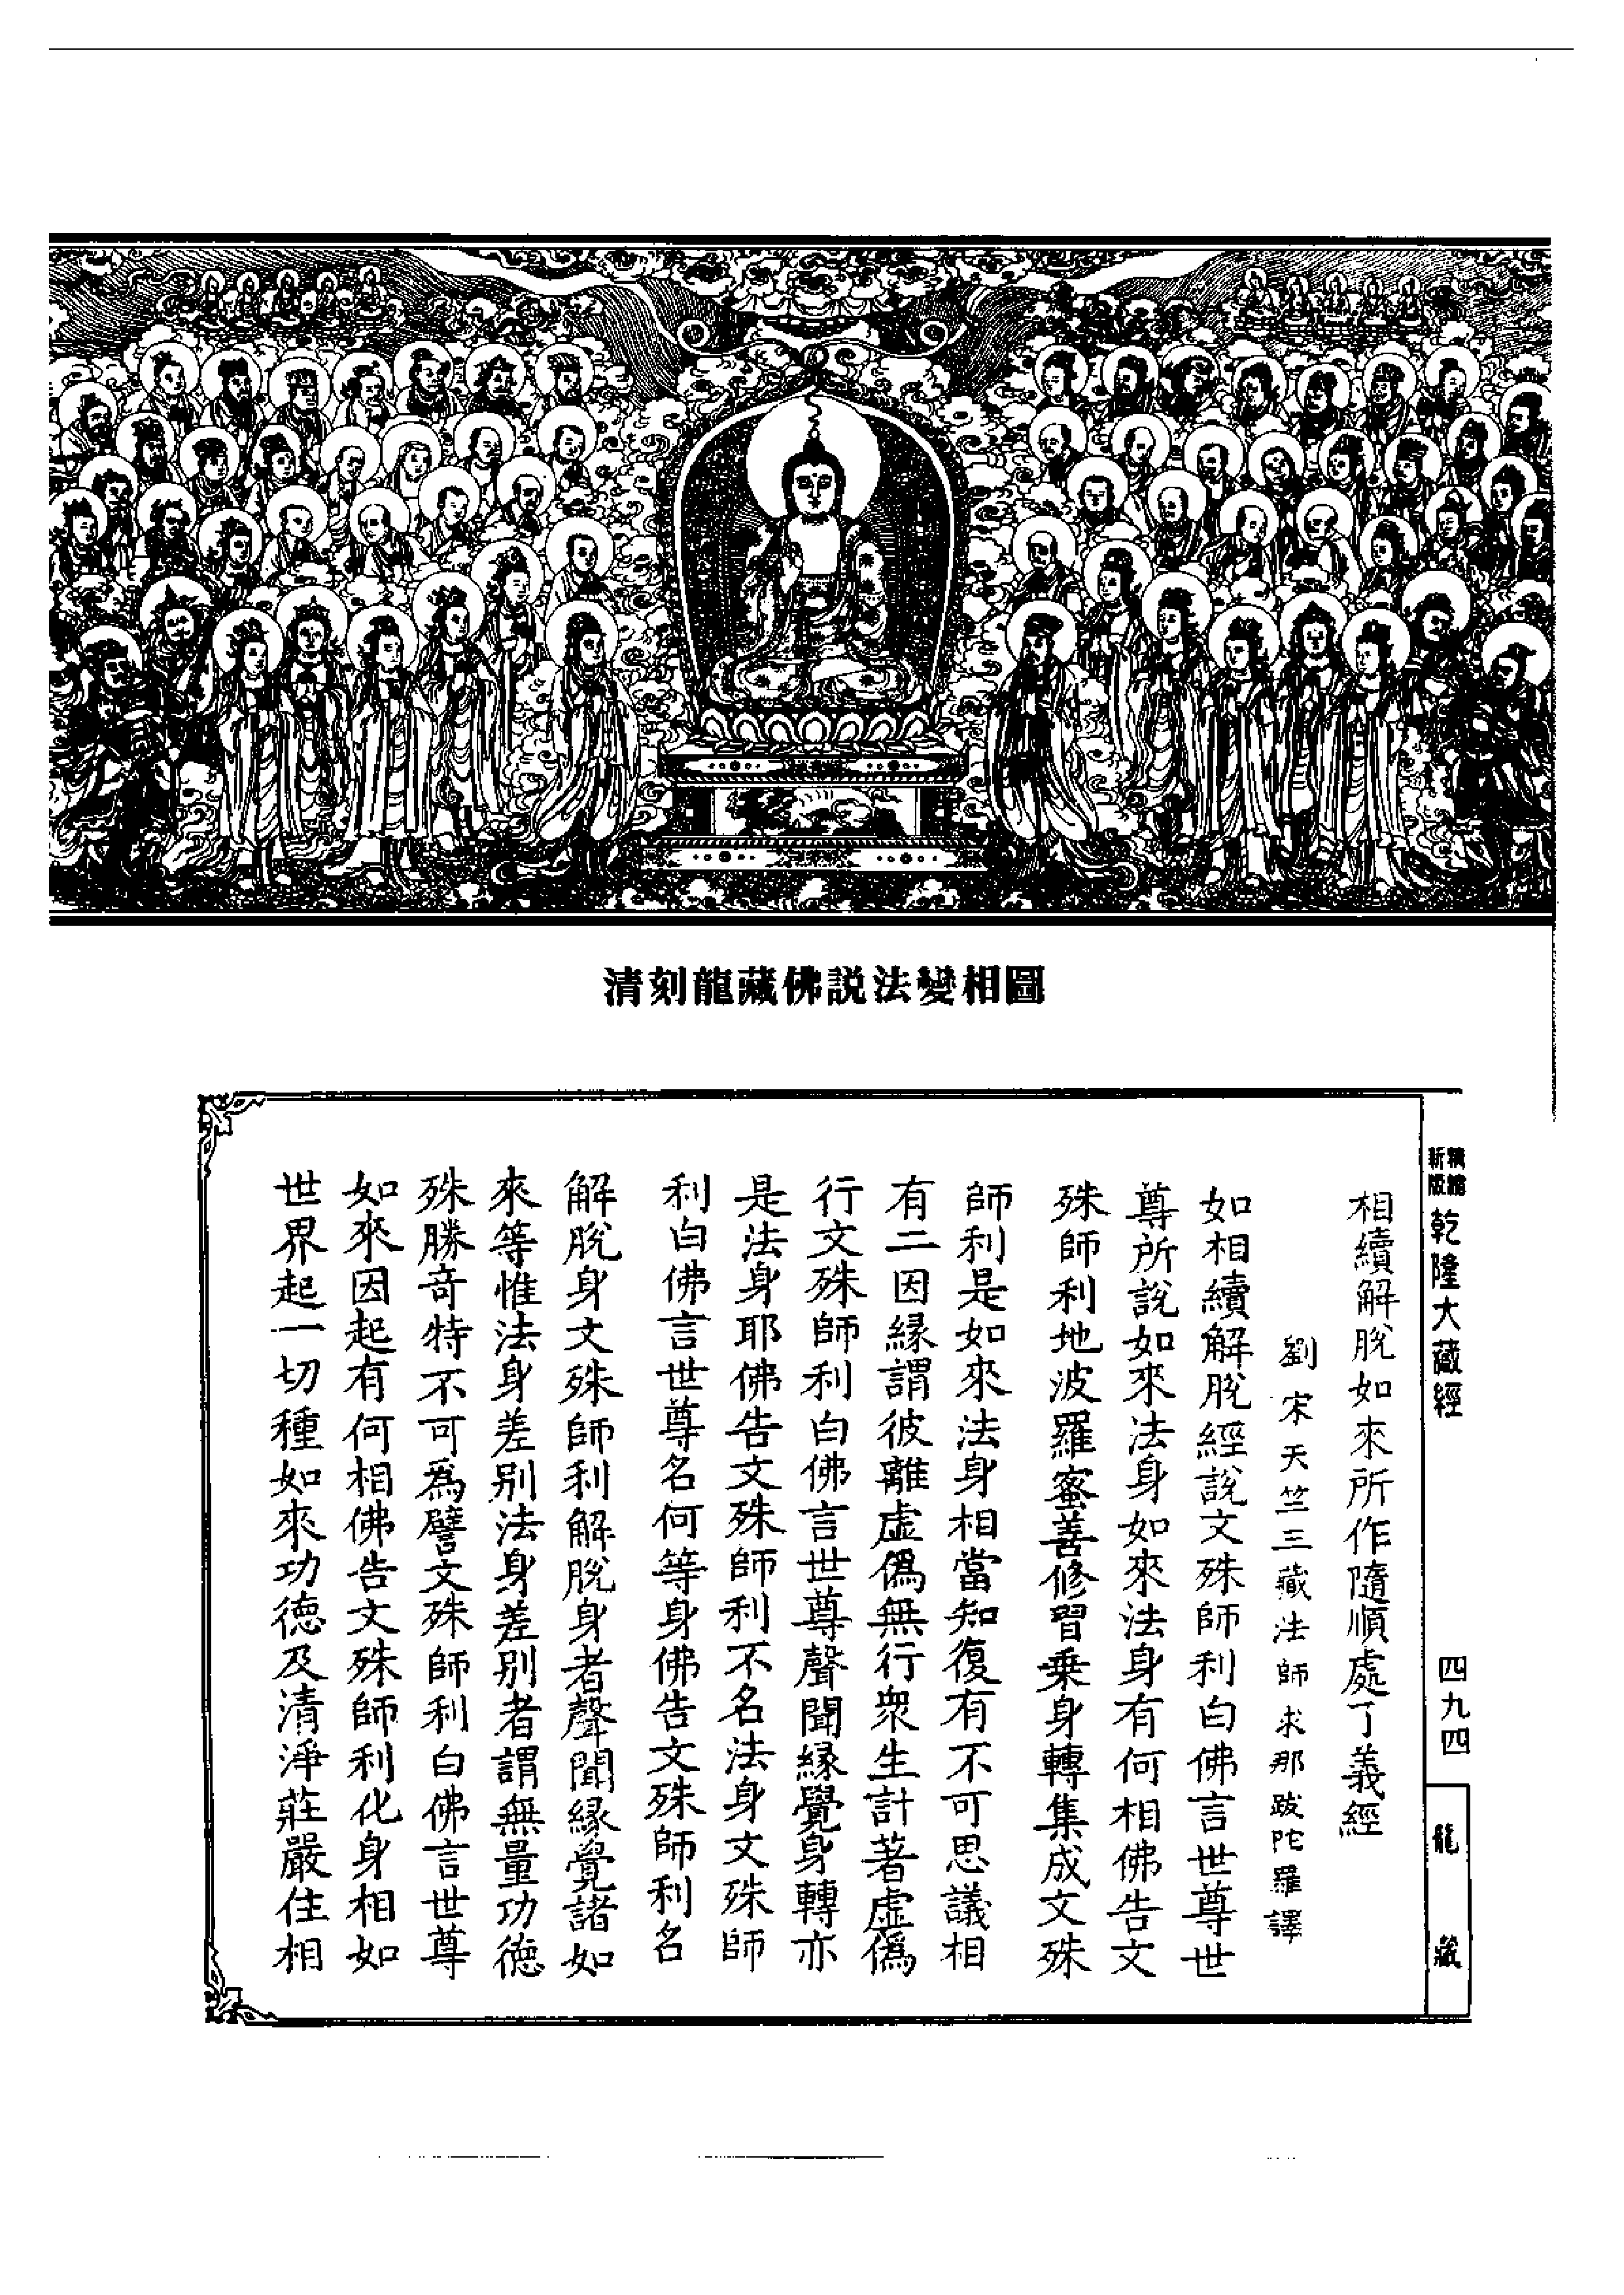 清刻龍藏佛説法變相圖
新版
精縮
乾隆大藏經
四九四
龍藏
相續解脫如來所作隨順處了義經
劉宋天竺三藏法師求那跋陀羅譯
如相續解脫經說文殊師利白佛言世尊世
尊所說如來法身如來法身有何相佛告文
殊師利地波羅蜜善修習乗身轉集成文殊
師利是如來法身相當知復有不可思議相
有二因緣謂彼離虛僞無行衆生計著虛僞
行文殊師利白佛言世尊聲聞緣覺身轉亦
是法身耶佛告文殊師利不名法身文殊師
利白佛言世尊名何等身佛告文殊師利名
解脫身文殊師利解脫身者聲聞緣覺諸如
來等惟法身差别法身差别者謂無量功德
殊勝奇特不可爲譬文殊師利白佛言世尊
如來因起有何相佛告文殊師利化身相如
世界起一切種如來功德及清淨莊嚴住相